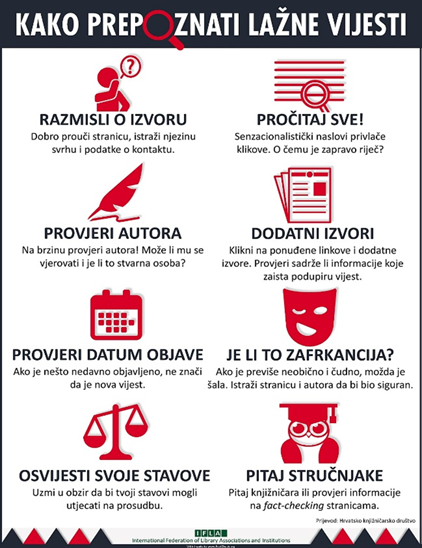 KAKO PREPOZNATI LAŽNE VIJESTI
RAZMISLI O IZVORU
Dobro prouči stranicu, istraži njezinu
svrhu i podatke o kontaktu.
PROČITAJ SVE!
Senzacionalistički naslovi privlače
klikove. O čemu je zapravo riječ?
PROVJERI AUTORA
Na brzinu provjeri autora! Može li mu se
vjerovati i je li to stvarna osoba?
DODATNI IZVORI
Klikni na ponuđene linkove i dodatne
izvore. Provjeri sadrže li informacije koje
zaista podupiru vijest.
PROVJERI DATUM OBJAVE
Ako je nešto nedavno objavljeno, ne znači
da je nova vijest.
JE LI TO ZAFRKANCIJA?
Ako je previše neobično i čudno, možda je
šala. Istraži stranicu i autora da bi bio siguran.
OSVIJESTI SVOJE STAVOVE
Uzmi u obzir da bi tvoji stavovi mogli
utjecati na prosudbu.
PITAJ STRUČNJAKE
Pitaj knjižničara ili provjeri informacije
na fact-checking stranicama.
Prijevod: Hrvatsko knjižničarsko društvo
IFLA
International Federation of Library Associations and Institutions